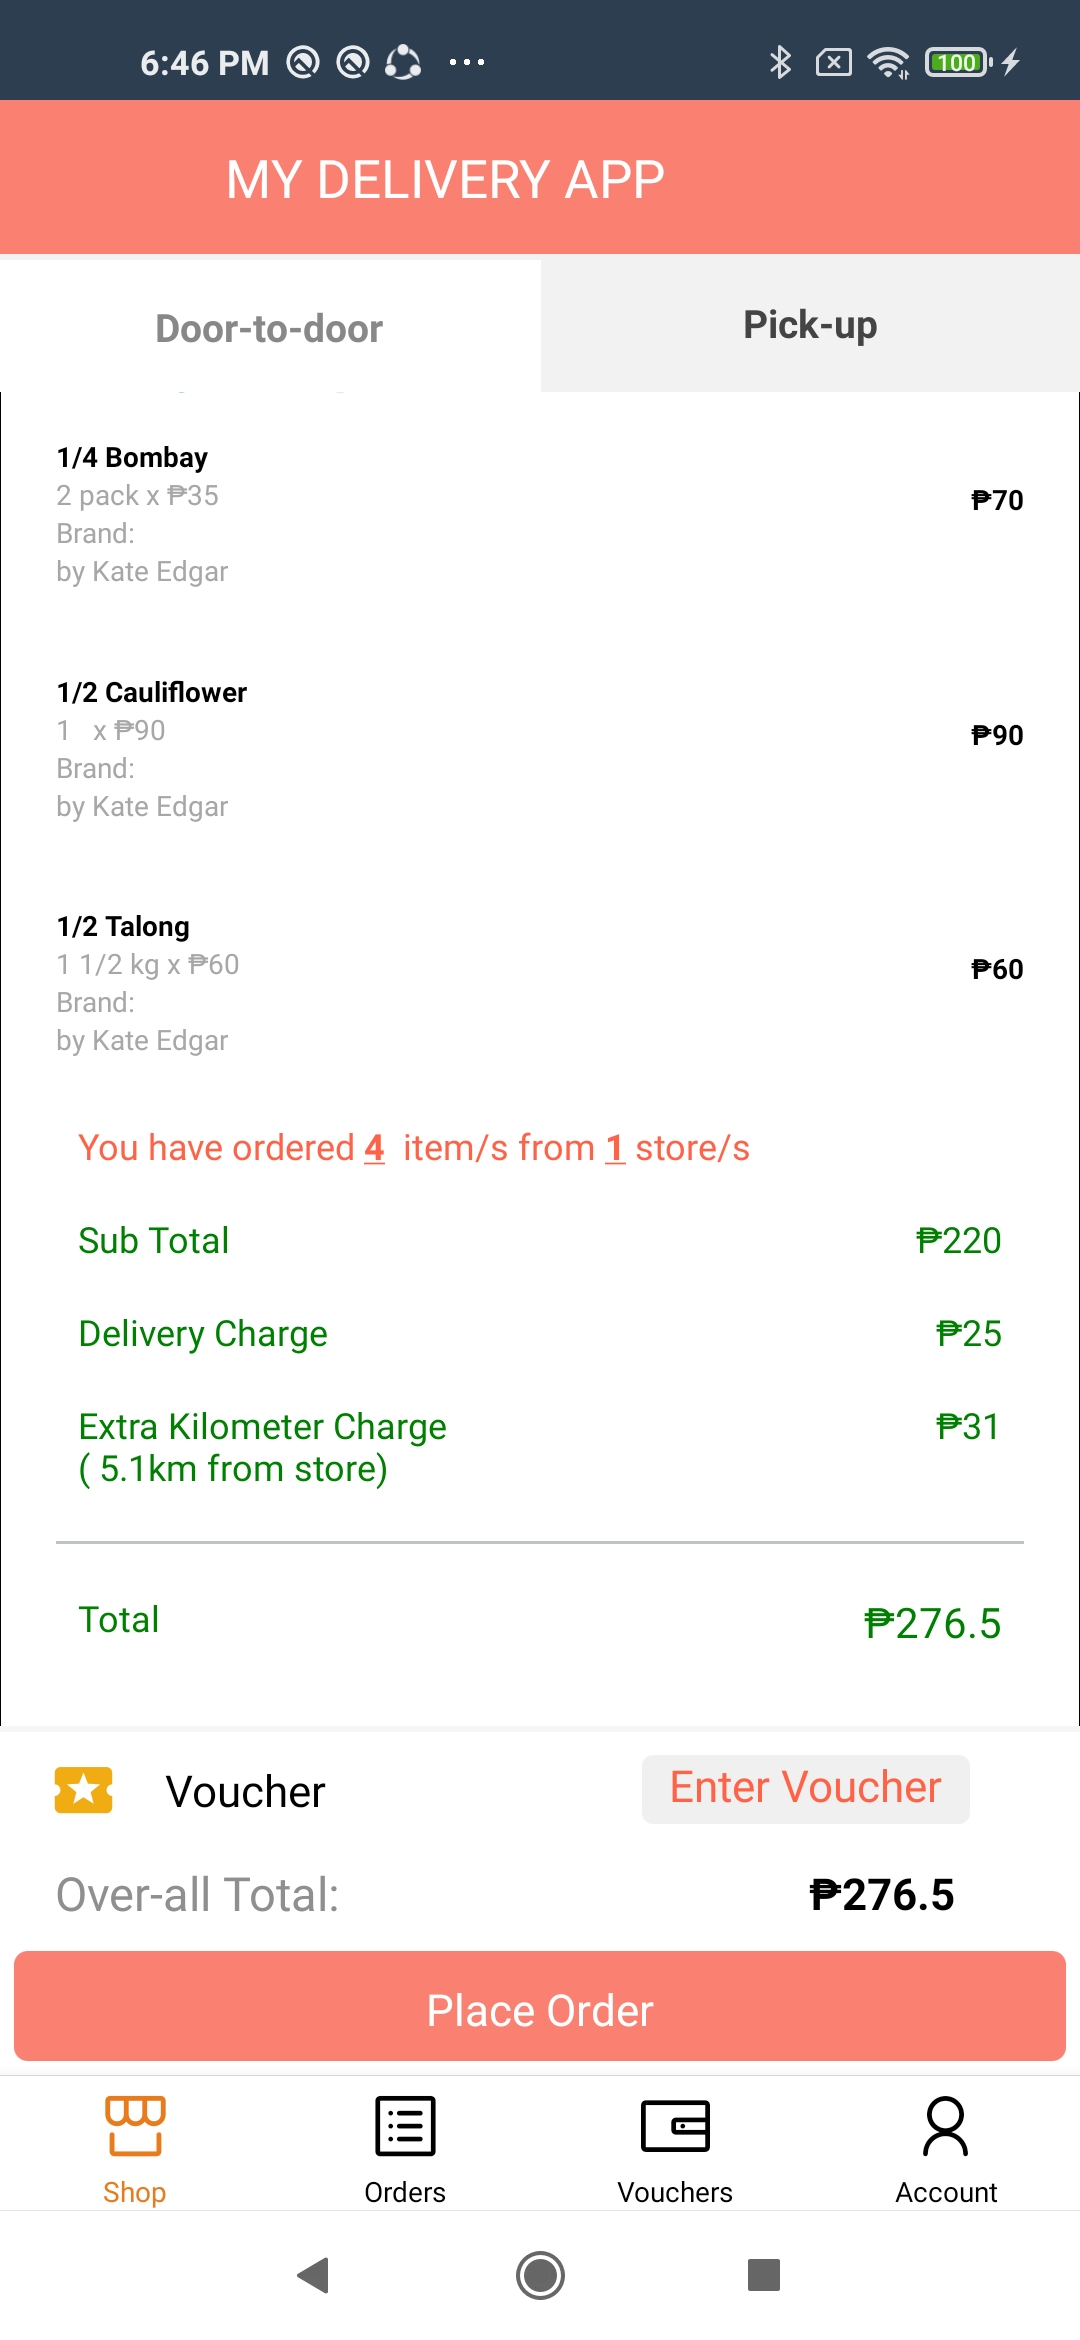 6:46 PM
100
MY DELIVERY APP
Door-to-door
Pick-up
1/4 Bombay
2 pack x ₱35
₱70
Brand:
by Kate Edgar
1/2 Cauliflower
1 x ₱90
₱90
Brand:
by Kate Edgar
1/2 Talong
1 1/2 kg x ₱60
₱60
Brand:
by Kate Edgar
You have ordered 4 item/s from 1 store/s
Sub Total ₱220
Delivery Charge ₱25
Extra Kilometer Charge ₱31
( 5.1km from store)
Total ₱276.5
Voucher Enter Voucher
Over-all Total: ₱276.5
Place Order
Shop Orders Vouchers Account